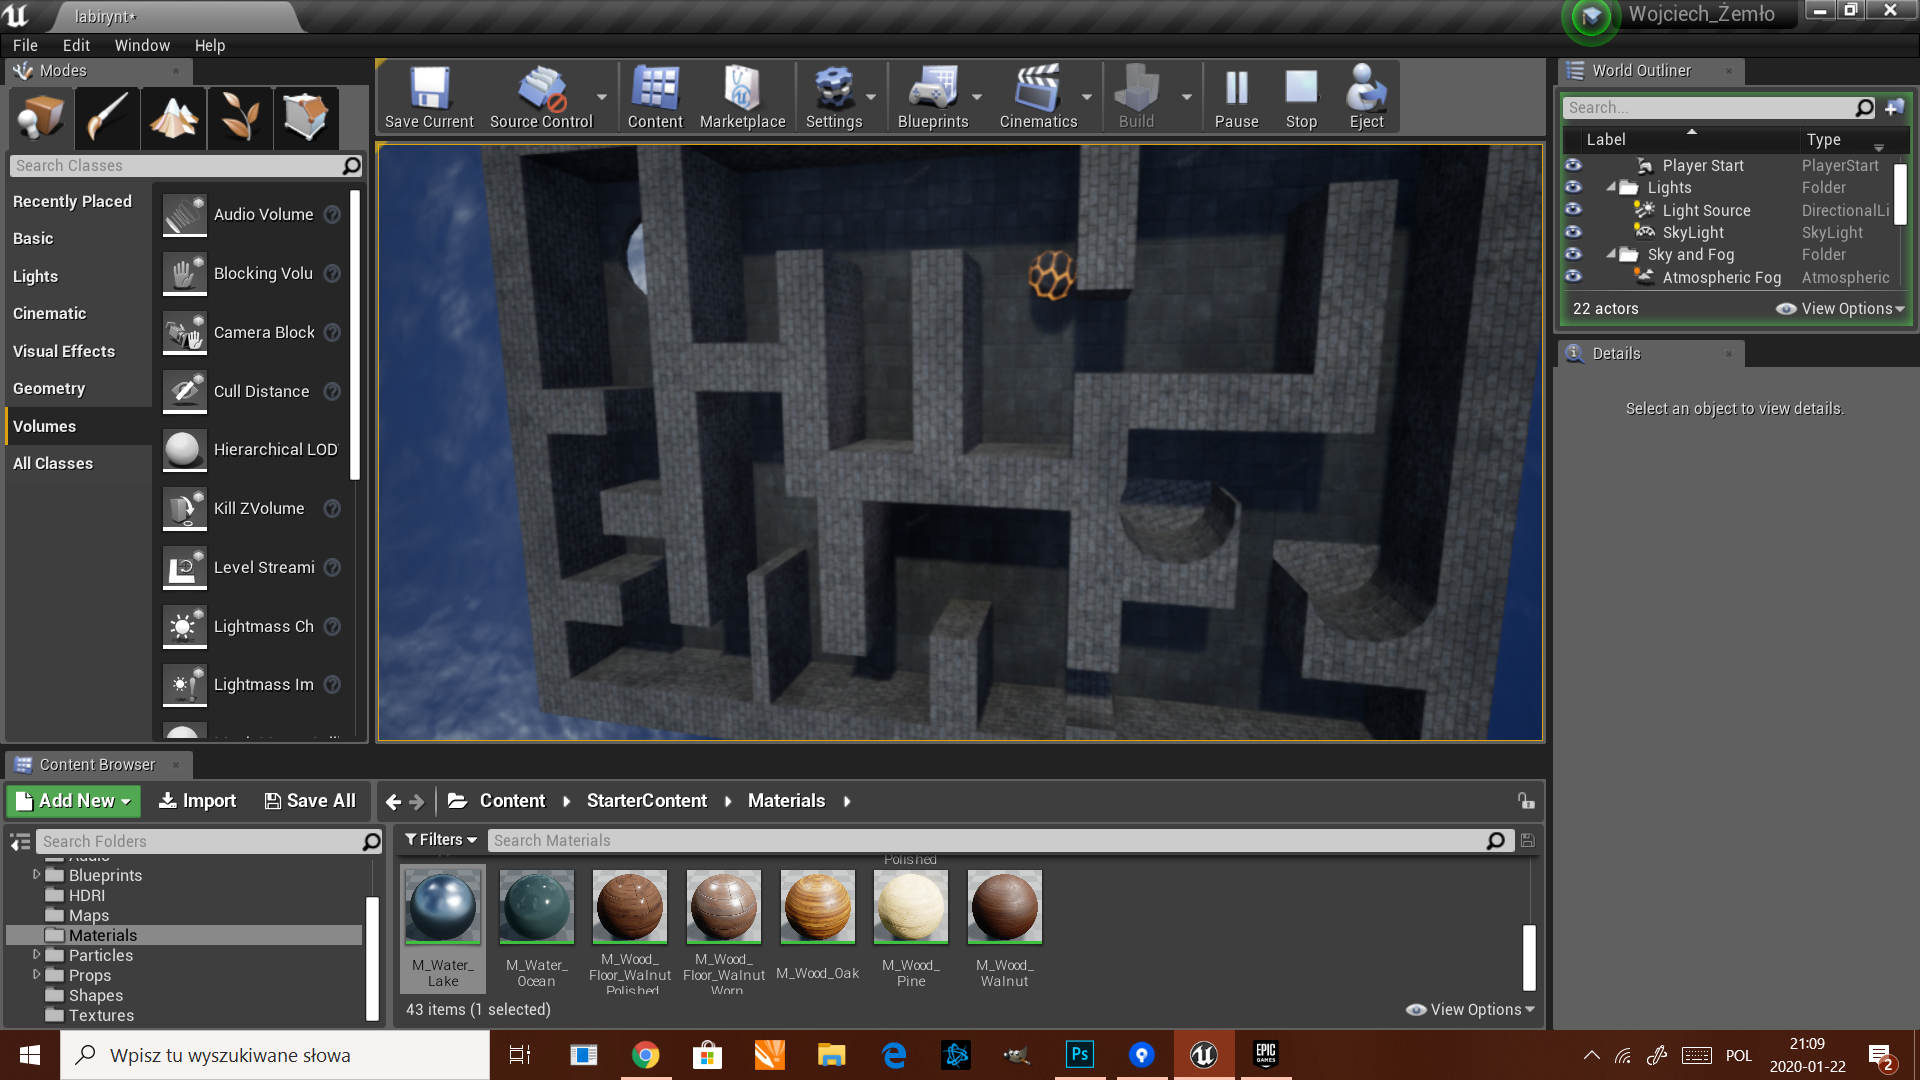 labirynt*
Wojciech_Żemło
File Edit Window Help
Modes
World Outliner
Save Current
Source Control
Content
Marketplace
Settings
Blueprints
Cinematics
Build
Pause
Stop
Eject
Search...
Label Type
Player Start PlayerStart
Lights Folder
Light Source DirectionalLi
SkyLight SkyLight
Sky and Fog Folder
Atmospheric Fog Atmospheric
22 actors View Options
Details
Select an object to view details.
Search Classes
Recently Placed
Basic
Lights
Cinematic
Visual Effects
Geometry
Volumes
All Classes
Audio Volume
Blocking Volu
Camera Block
Cull Distance
Hierarchical LOD
Kill ZVolume
Level Streami
Lightmass Ch
Lightmass Im
Content Browser
Add New Import Save All
Content StarterContent Materials
Search Folders
Filters Search Materials
Audio
Blueprints
HDRI
Maps
Materials
Particles
Props
Shapes
Textures
Polished
M_Water_
Lake
M_Water_
Ocean
M_Wood_
Floor_Walnut
Polished
M_Wood_
Floor_Walnut
Worn
M_Wood_Oak
M_Wood_
Pine
M_Wood_
Walnut
43 items (1 selected) View Options
Wpisz tu wyszukiwane słowa
Ps
EPIC
GAMES
POL
21:09
2020-01-22
2